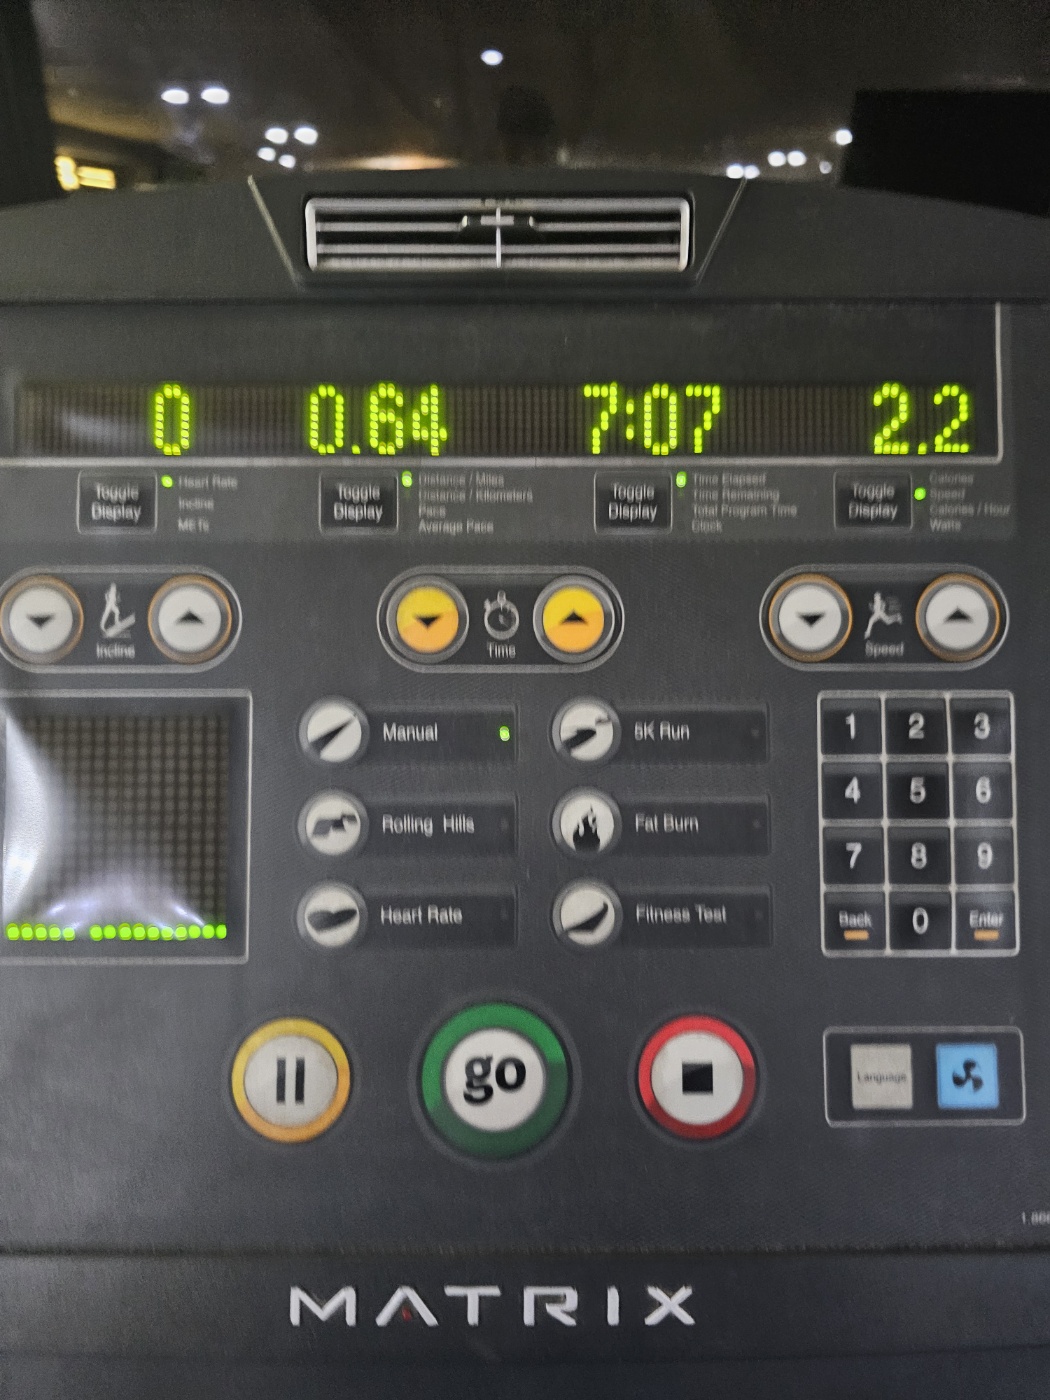 0 0.64 7:07 2.2
Toggle Display
Heart Rate
Incline
METs
Toggle Display
Distance / Miles
Distance / Kilometers
Pace
Average Pace
Toggle Display
Time Elapsed
Time Remaining
Total Program Time
Clock
Toggle Display
Calories
Speed
Calories / Hour
Watts
Incline
Time
Speed
Manual
5K Run
Rolling Hills
Fat Burn
Heart Rate
Fitness Test
1 2 3
4 5 6
7 8 9
Back 0 Enter
go
Language
MATRIX